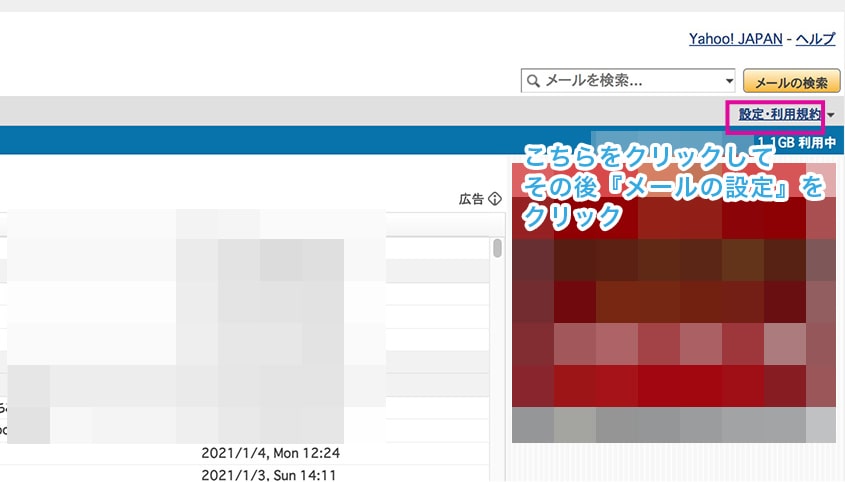 Yahoo! JAPAN - ヘルプ
メールを検索...
メールの検索
設定・利用規約
1.1GB 利用中
こちらをクリックして
その後『メールの設定』を
クリック
広告
2021/1/4, Mon 12:24
2021/1/3, Sun 14:11